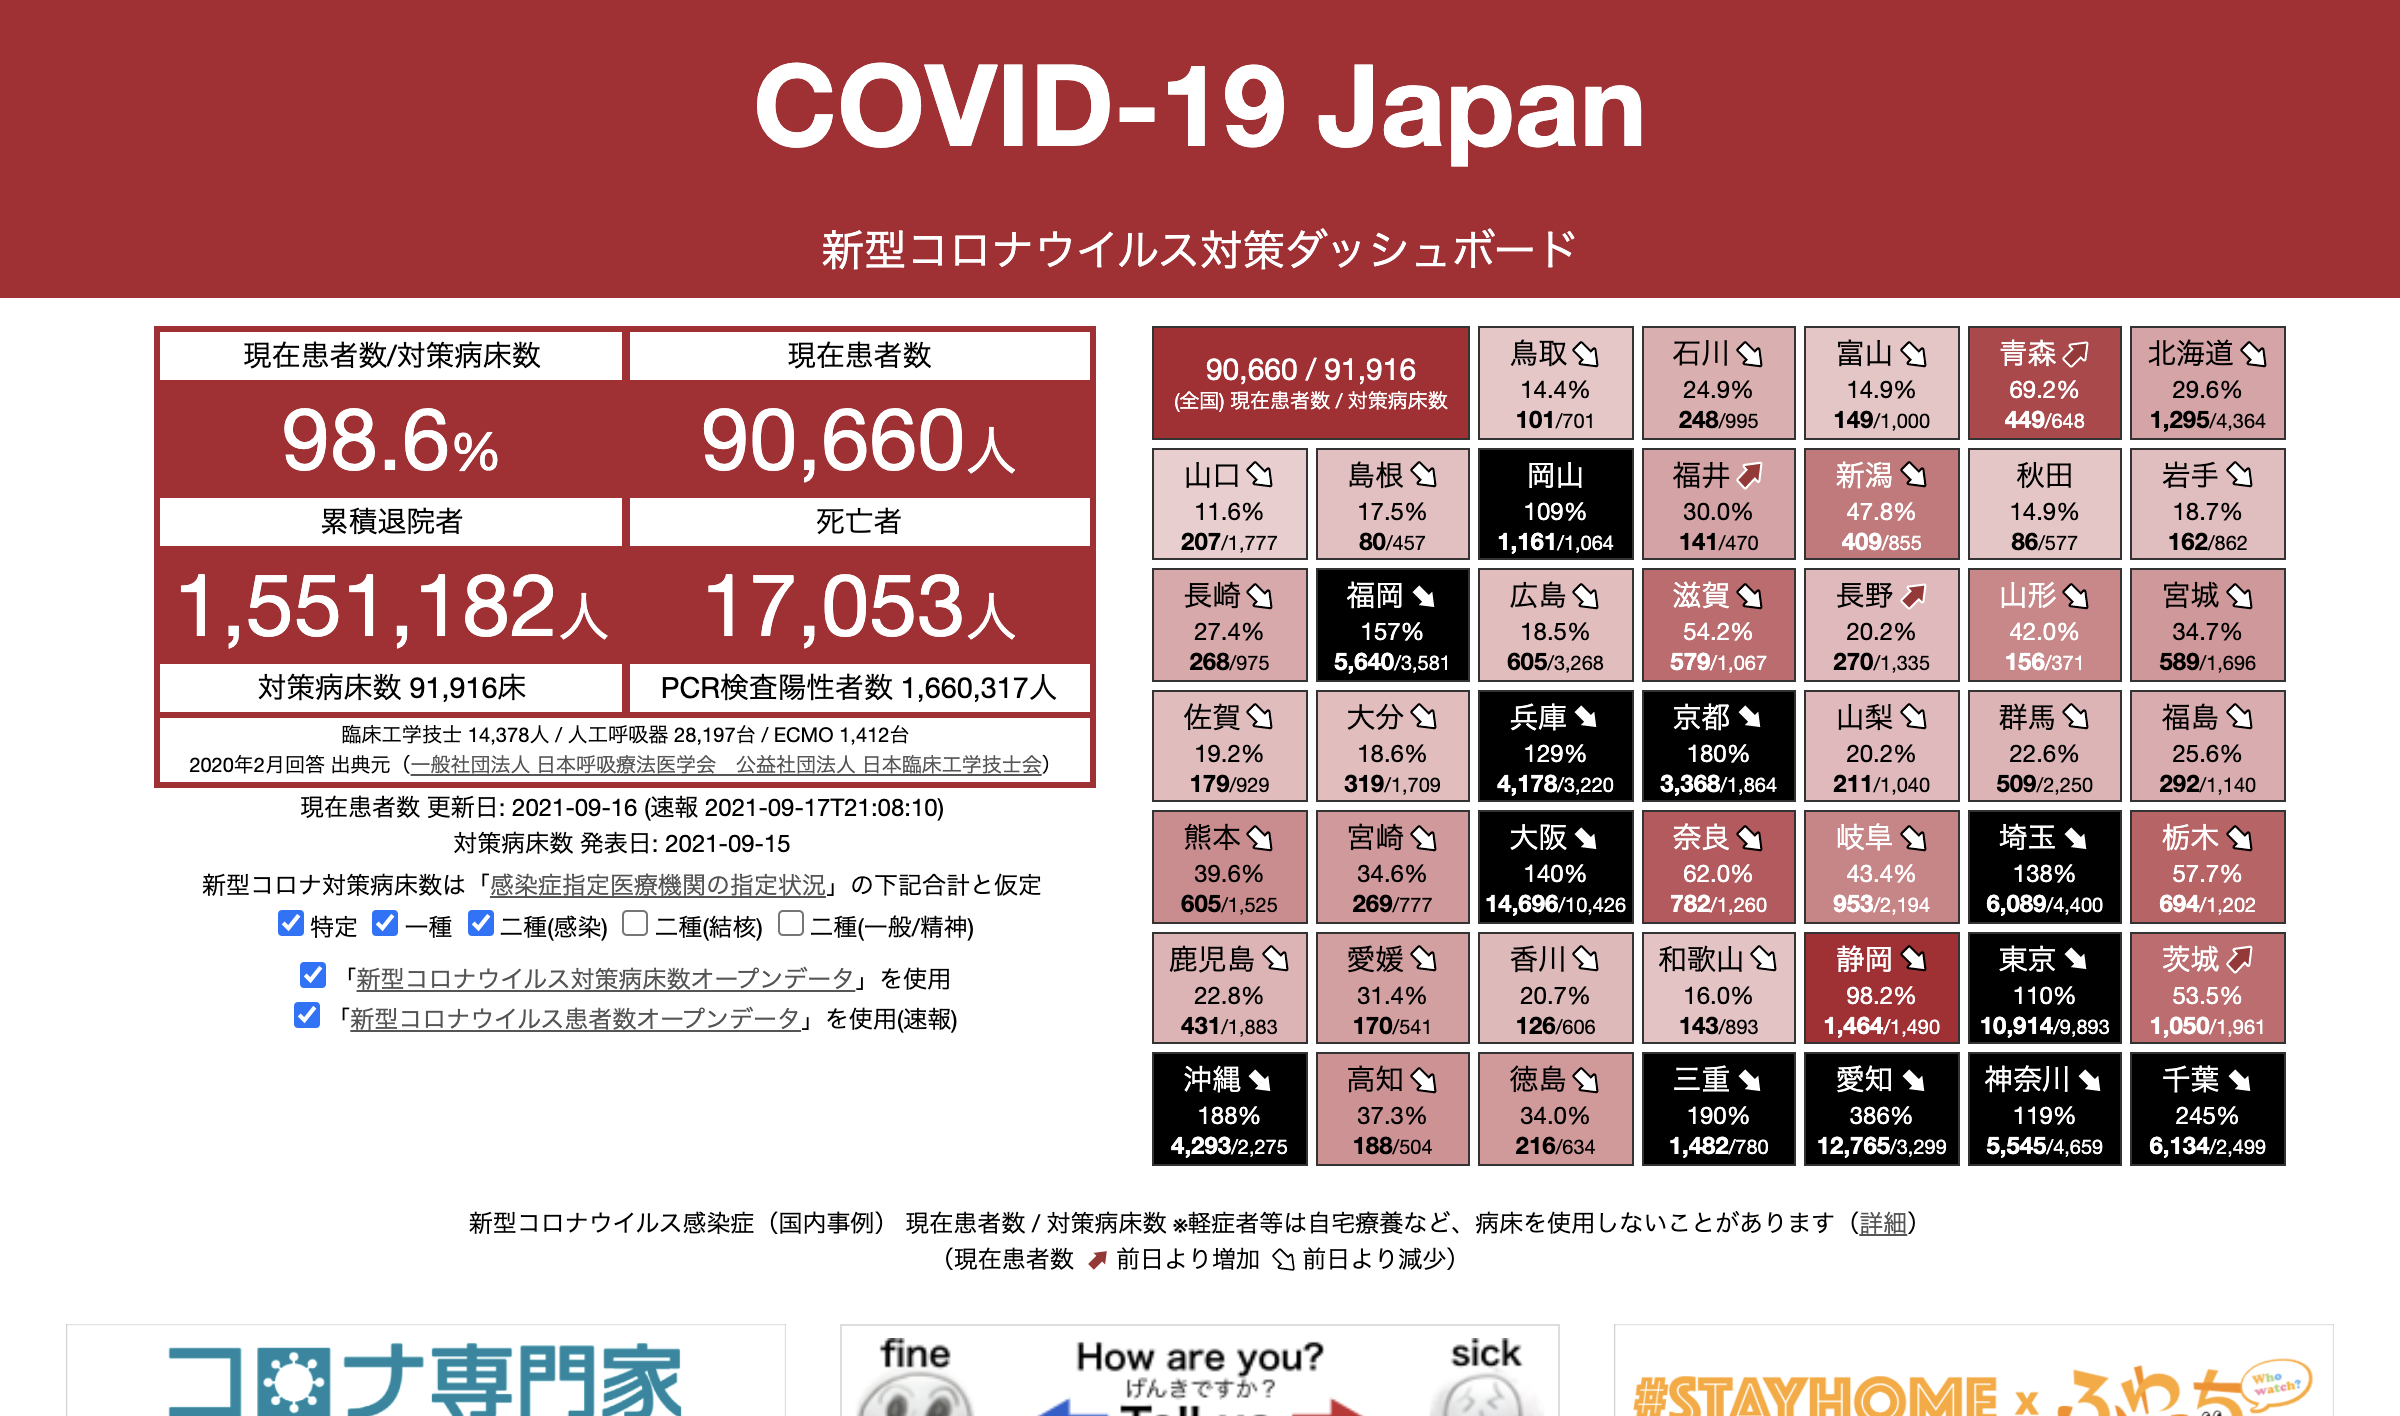 COVID-19 Japan
新型コロナウイルス対策ダッシュボード
現在患者数/対策病床数
現在患者数
98.6%
90,660人
累積退院者
死亡者
1,551,182人
17,053人
対策病床数 91,916床
PCR検査陽性者数 1,660,317人
臨床工学技士 14,378人 / 人工呼吸器 28,197台 / ECMO 1,412台
2020年2月回答 出典元（一般社団法人 日本呼吸療法医学会　公益社団法人 日本臨床工学技士会）
現在患者数 更新日: 2021-09-16 (速報 2021-09-17T21:08:10)
対策病床数 発表日: 2021-09-15
新型コロナ対策病床数は「感染症指定医療機関の指定状況」の下記合計と仮定
特定 一種 二種(感染) 二種(結核) 二種(一般/精神)
「新型コロナウイルス対策病床数オープンデータ」を使用
「新型コロナウイルス患者数オープンデータ」を使用(速報)
90,660 / 91,916
(全国) 現在患者数 / 対策病床数
鳥取
14.4%
101/701
石川
24.9%
248/995
富山
14.9%
149/1,000
青森
69.2%
449/648
北海道
29.6%
1,295/4,364
山口
11.6%
207/1,777
島根
17.5%
80/457
岡山
109%
1,161/1,064
福井
30.0%
141/470
新潟
47.8%
409/855
秋田
14.9%
86/577
岩手
18.7%
162/862
長崎
27.4%
268/975
福岡
157%
5,640/3,581
広島
18.5%
605/3,268
滋賀
54.2%
579/1,067
長野
20.2%
270/1,335
山形
42.0%
156/371
宮城
34.7%
589/1,696
佐賀
19.2%
179/929
大分
18.6%
319/1,709
兵庫
129%
4,178/3,220
京都
180%
3,368/1,864
山梨
20.2%
211/1,040
群馬
22.6%
509/2,250
福島
25.6%
292/1,140
熊本
39.6%
605/1,525
宮崎
34.6%
269/777
大阪
140%
14,696/10,426
奈良
62.0%
782/1,260
岐阜
43.4%
953/2,194
埼玉
138%
6,089/4,400
栃木
57.7%
694/1,202
鹿児島
22.8%
431/1,883
愛媛
31.4%
170/541
香川
20.7%
126/606
和歌山
16.0%
143/893
静岡
98.2%
1,464/1,490
東京
110%
10,914/9,893
茨城
53.5%
1,050/1,961
沖縄
188%
4,293/2,275
高知
37.3%
188/504
徳島
34.0%
216/634
三重
190%
1,482/780
愛知
386%
12,765/3,299
神奈川
119%
5,545/4,659
千葉
245%
6,134/2,499
新型コロナウイルス感染症（国内事例） 現在患者数 / 対策病床数 ※軽症者等は自宅療養など、病床を使用しないことがあります（詳細）
（現在患者数 前日より増加 前日より減少）
コロナ専門家
fine
How are you?
げんきですか？
sick
#STAYHOME x ふわっち
Who watch?